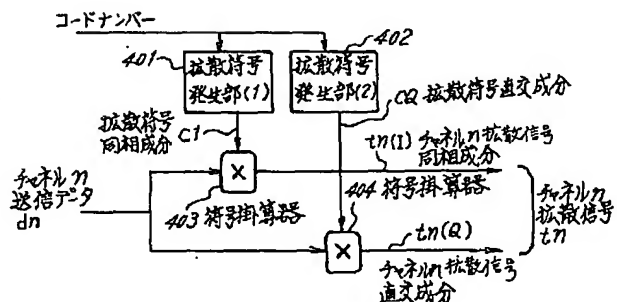 コードナンバー
401
402
拡散符号
発生部(1)
拡散符号
発生部(2)
拡散符号
同相成分
CI
CQ 拡散符号直交成分
tn(I) チャネルn拡散信号
同相成分
チャネルn
送信データ
dn
×
403 符号掛算器
404 符号掛算器
×
tn(Q)
チャネルn拡散信号
直交成分
チャネルn
拡散信号
tn